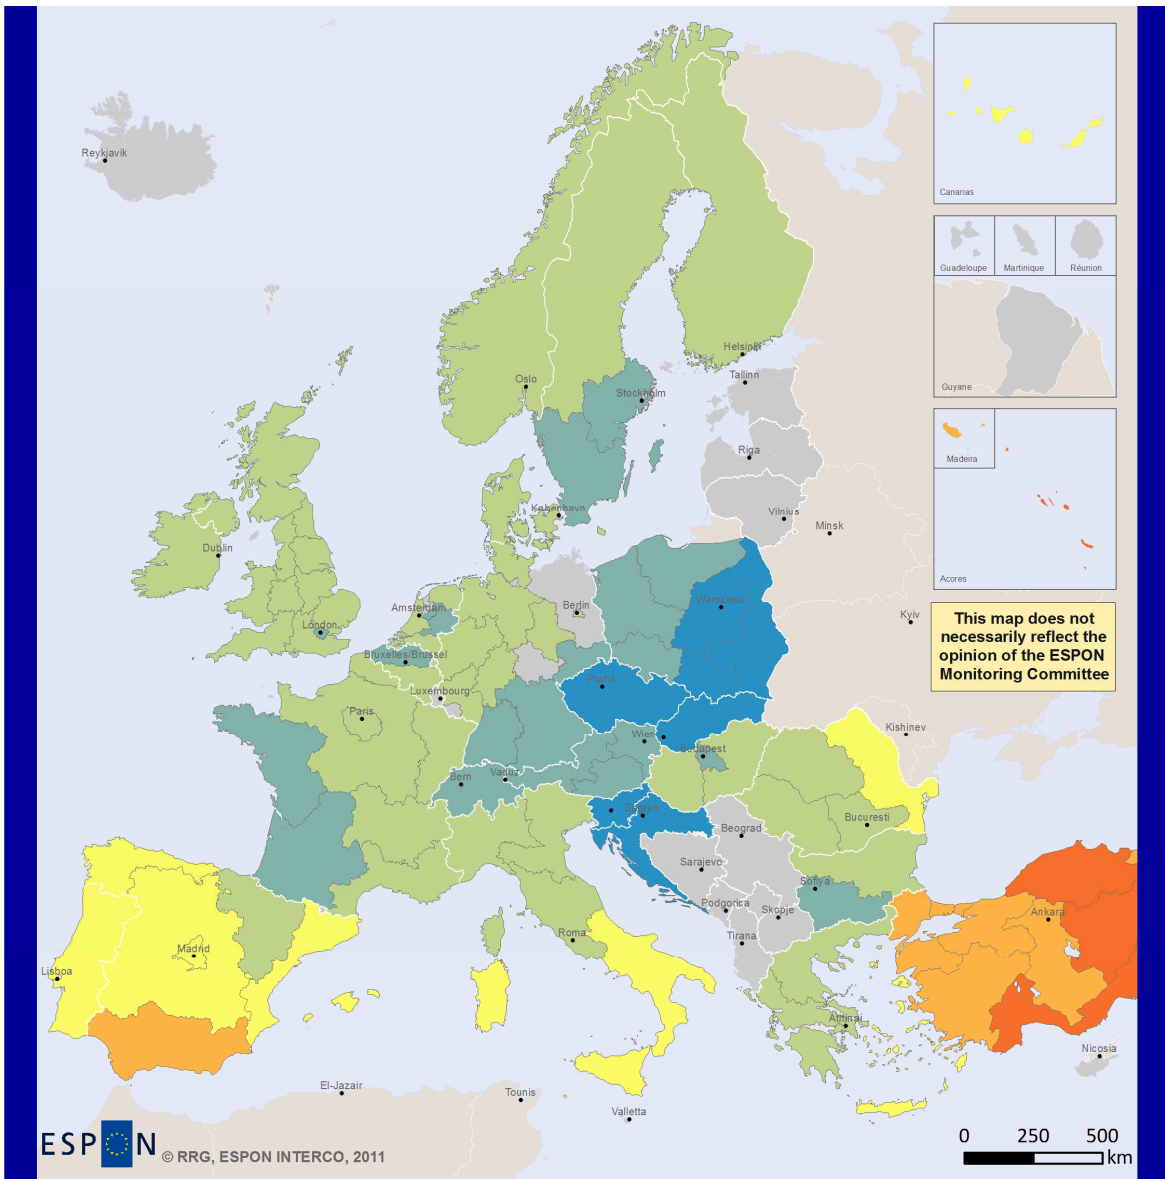 Reykjavik
Canarias
Guadeloupe
Martinique
Réunion
Guyane
Helsinki
Tallinn
Oslo
Stockholm
Madeira
Riga
København
Vilnius
Minsk
Dublin
Acores
Amsterdam
Berlin
Warszawa
Kyiv
This map does not
necessarily reflect the
opinion of the ESPON
Monitoring Committee
London
Bruxelles/Brussel
Luxembourg
Praha
Paris
Kishinev
Wien
Budapest
Bern
Vaduz
Zagreb
Bucuresti
Beograd
Sarajevo
Sofiya
Podgorica
Skopje
Ankara
Roma
Tirana
Madrid
Lisboa
Athinai
Nicosia
El-Jazair
Tounis
Valletta
ESPON
© RRG, ESPON INTERCO, 2011
0 250 500
km